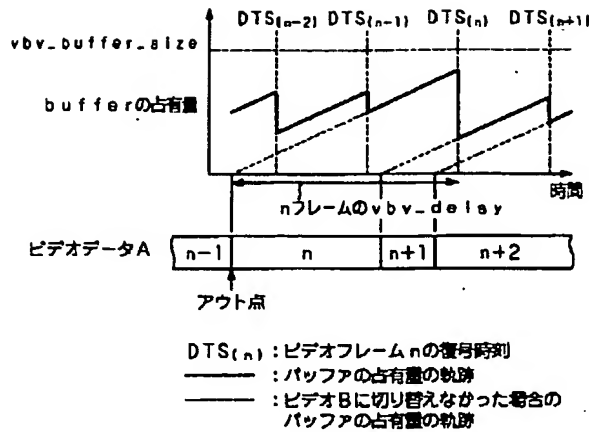 DTS(n-2) DTS(n-1) DTS(n) DTS(n+1)
vbv_buffer_size
bufferの占有量
時間
nフレームのvbv_delay
ビデオデータA
n-1 n n+1 n+2
アウト点
DTS(n):ビデオフレームnの復号時刻
:バッファの占有量の軌跡
:ビデオBに切り替えなかった場合の
バッファの占有量の軌跡